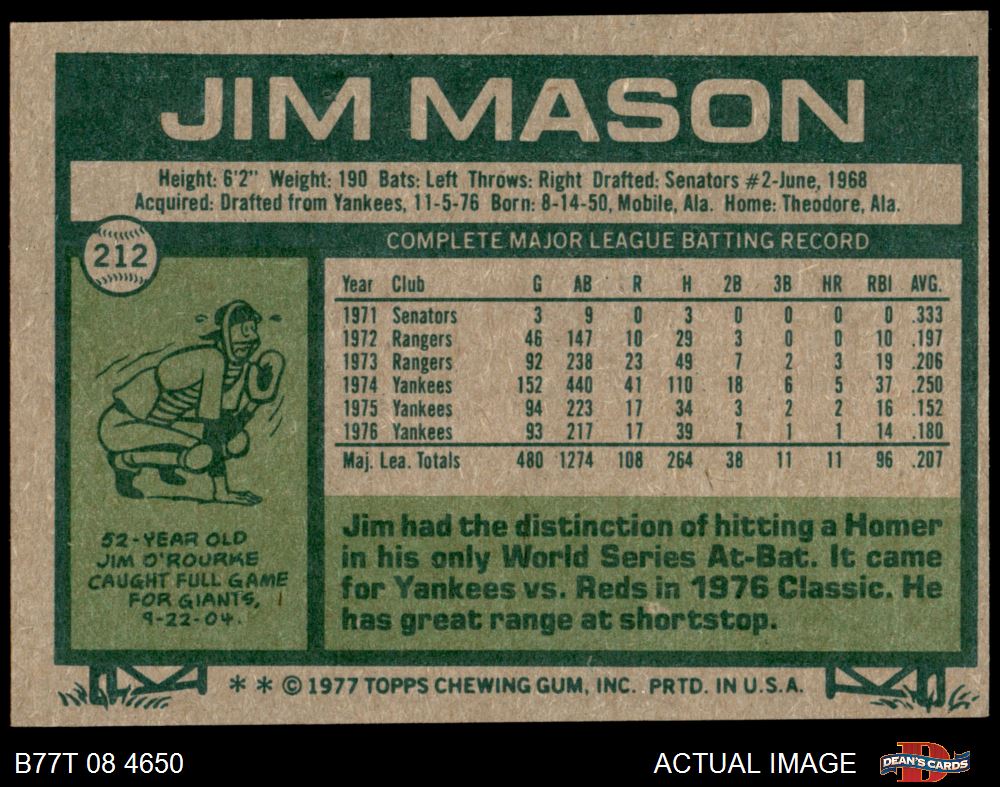 JIM MASON
Height: 6'2" Weight: 190 Bats: Left Throws: Right Drafted: Senators #2-June, 1968
Acquired: Drafted from Yankees, 11-5-76 Born: 8-14-50, Mobile, Ala. Home: Theodore, Ala.
212
COMPLETE MAJOR LEAGUE BATTING RECORD
Year Club G AB R H 2B 3B HR RBI AVG.
1971 Senators 3 9 0 3 0 0 0 0 .333
1972 Rangers 46 147 10 29 3 0 0 10 .197
1973 Rangers 92 238 23 49 7 2 3 19 .206
1974 Yankees 152 440 41 110 18 6 5 37 .250
1975 Yankees 94 223 17 34 3 2 2 16 .152
1976 Yankees 93 217 17 39 7 1 1 14 .180
Maj. Lea. Totals 480 1274 108 264 38 11 11 96 .207
52-YEAR OLD
JIM O'ROURKE
CAUGHT FULL GAME
FOR GIANTS,
9-22-04.
Jim had the distinction of hitting a Homer
in his only World Series At-Bat. It came
for Yankees vs. Reds in 1976 Classic. He
has great range at shortstop.
* * © 1977 TOPPS CHEWING GUM, INC. PRTD. IN U.S.A.
B77T 08 4650
ACTUAL IMAGE
D
DEAN'S CARDS